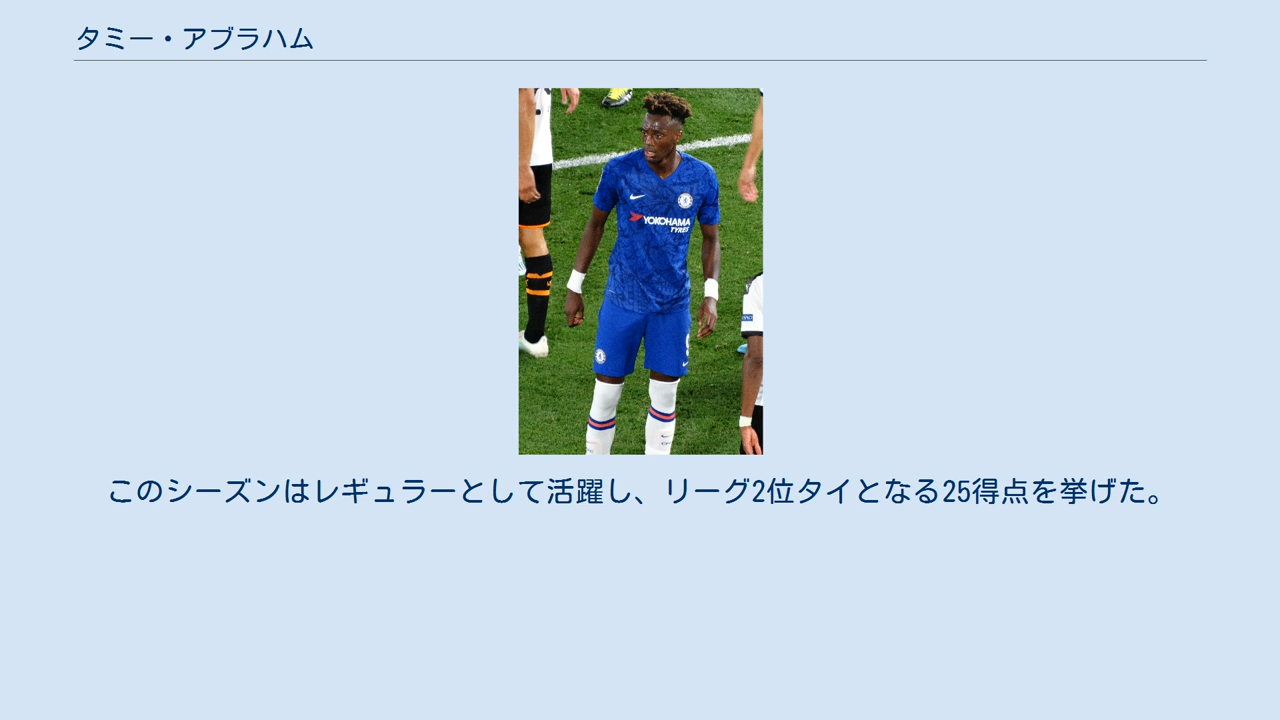 タミー・アブラハム
YOKOHAMA
TYRES
このシーズンはレギュラーとして活躍し、リーグ2位タイとなる25得点を挙げた。